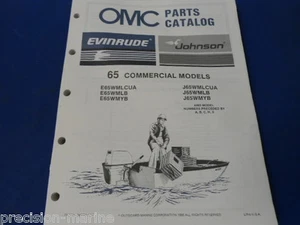 OMC PARTS CATALOG
EVINRUDE
Johnson
65 COMMERCIAL MODELS
E65WMLCUA J65WMLCUA
E65WMLB J65WMLB
E65WMYB J65WMYB
precision-marine